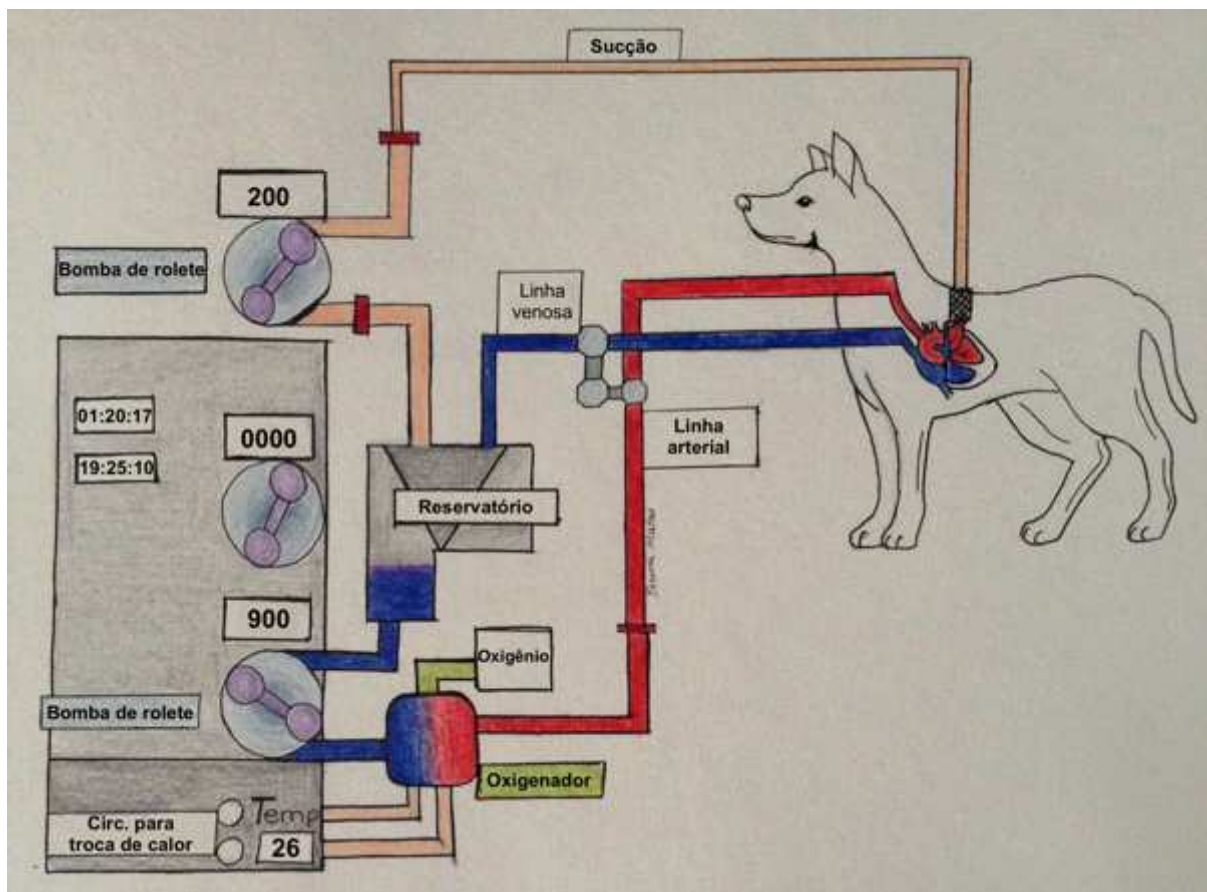 Sucção
200
Bomba de rolete
Linha
venosa
01:20:17
0000
Linha
arterial
19:25:10
Reservatório
900
Oxigênio
Bomba de rolete
Oxigenador
Temp
Circ. para
troca de calor
26